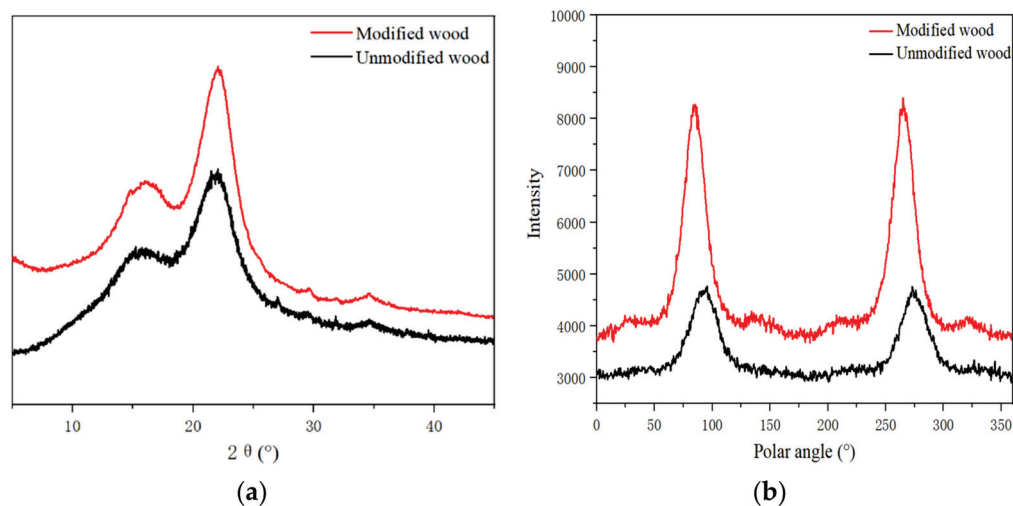 Modified wood
Unmodified wood
10 20 30 40
2 θ (°)
(a)
10000
9000
8000
7000
6000
5000
4000
3000
Intensity
Modified wood
Unmodified wood
0 50 100 150 200 250 300 350
Polar angle (°)
(b)